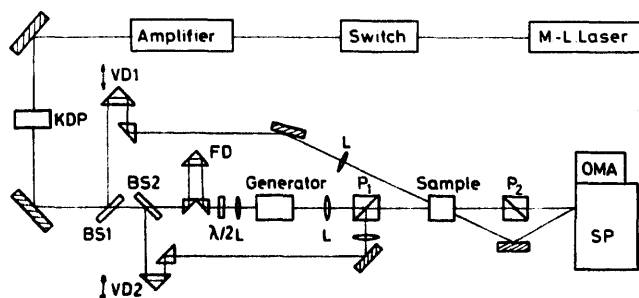 Amplifier
Switch
M-L. Laser
VD1
KDP
FD
L
BS2
Generator
P1
Sample
P2
OMA
BS1
λ/2
L
L
SP
VD2